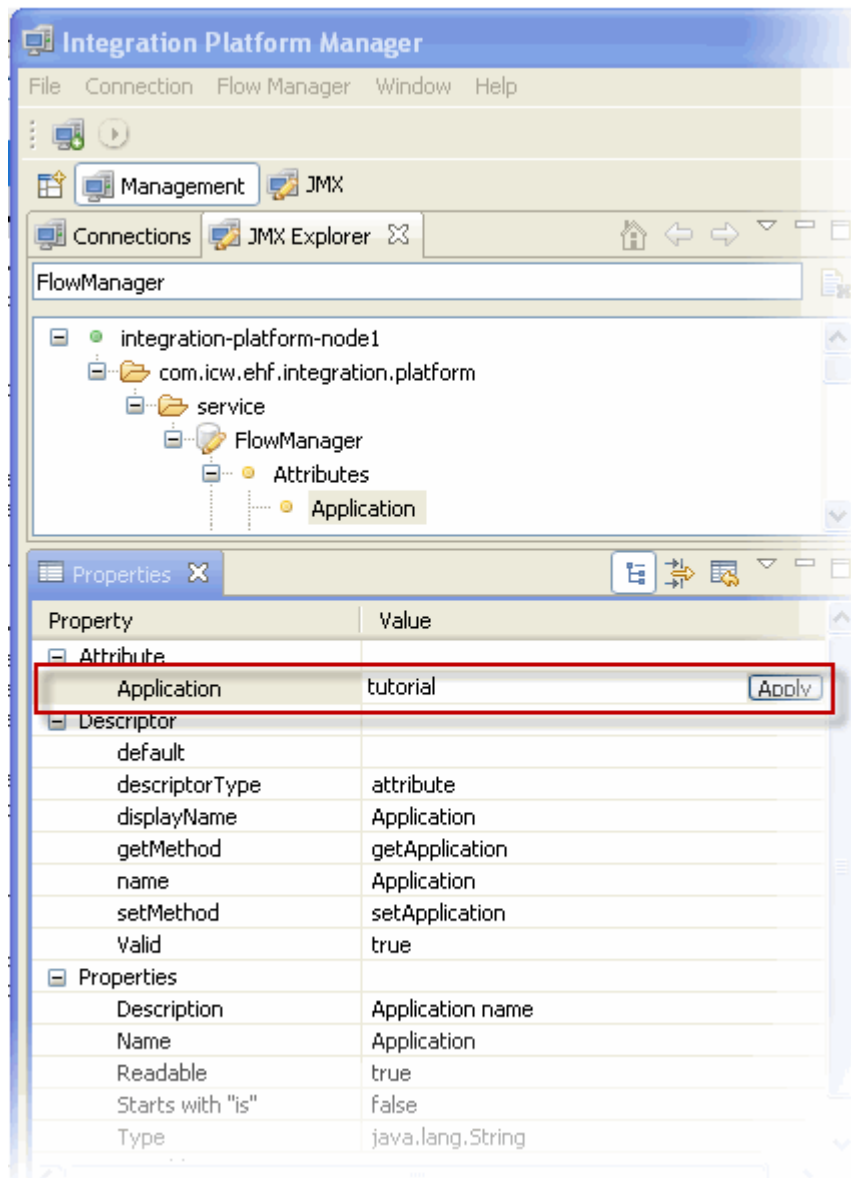 Integration Platform Manager
File Connection Flow Manager Window Help
Management JMX
Connections JMX Explorer
FlowManager
integration-platform-node1
com.icw.ehf.integration.platform
service
FlowManager
Attributes
Application
Properties
Property Value
Attribute
Application tutorial Apply
Descriptor
default
descriptorType attribute
displayName Application
getMethod getApplication
name Application
setMethod setApplication
Valid true
Properties
Description Application name
Name Application
Readable true
Starts with "is" false
Type java.lang.String